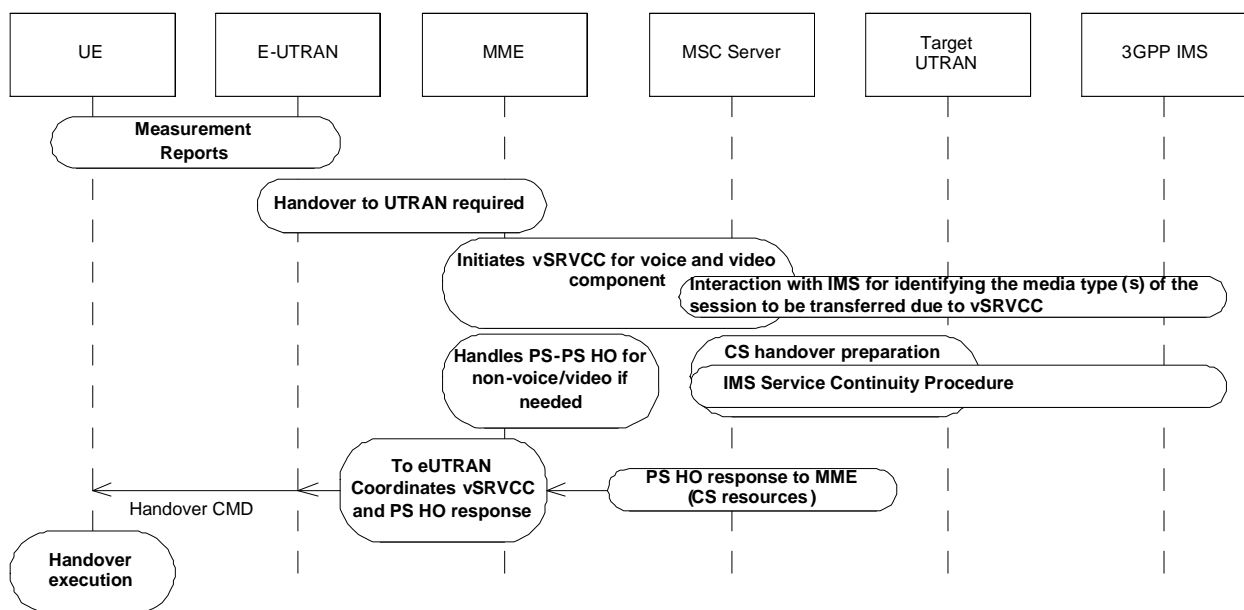 UE
E-UTRAN
MME
MSC Server
Target
UTRAN
3GPP IMS
Measurement
Reports
Handover to UTRAN required
Initiates vSRVCC for voice and video
component
Interaction with IMS for identifying the media type (s) of the
session to be transferred due to vSRVCC
Handles PS-PS HO for
non-voice/video if
needed
CS handover preparation
IMS Service Continuity Procedure
To eUTRAN
Coordinates vSRVCC
and PS HO response
PS HO response to MME
(CS resources)
Handover CMD
Handover
execution